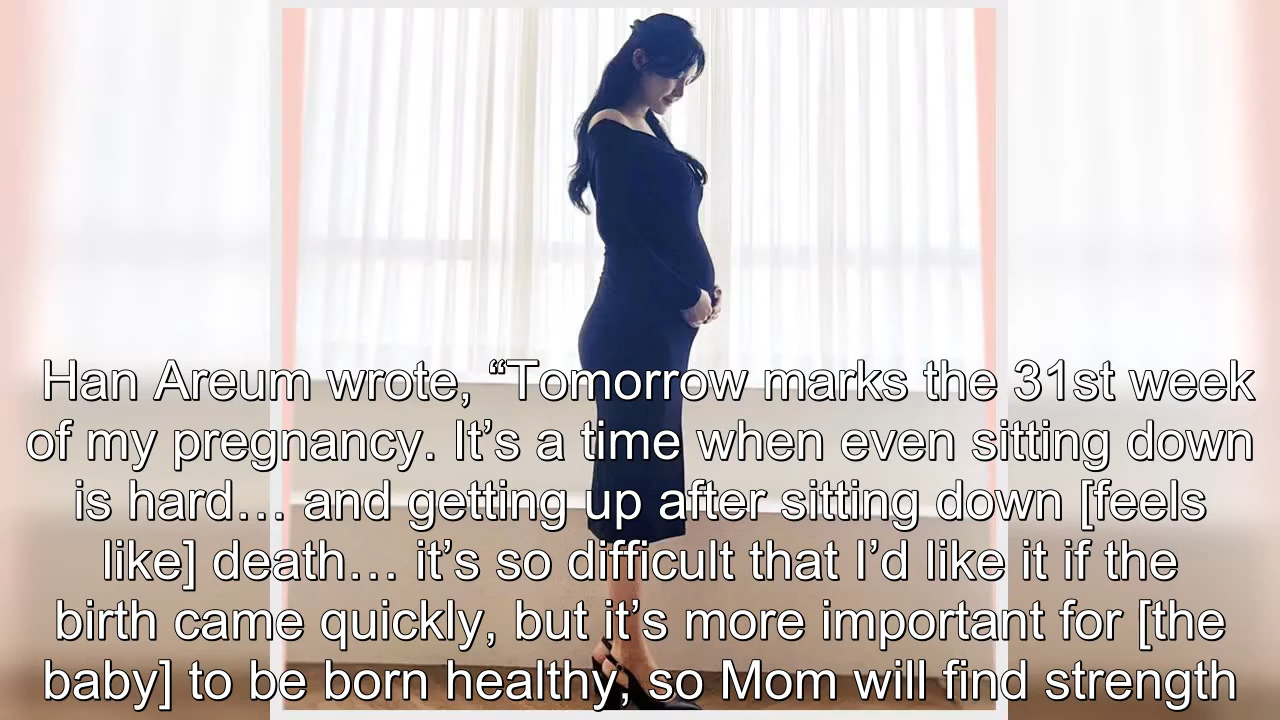 Han Areum wrote, “Tomorrow marks the 31st week
of my pregnancy. It’s a time when even sitting down
is hard… and getting up after sitting down [feels
like] death… it’s so difficult that I’d like it if the
birth came quickly, but it’s more important for [the
baby] to be born healthy, so Mom will find strength